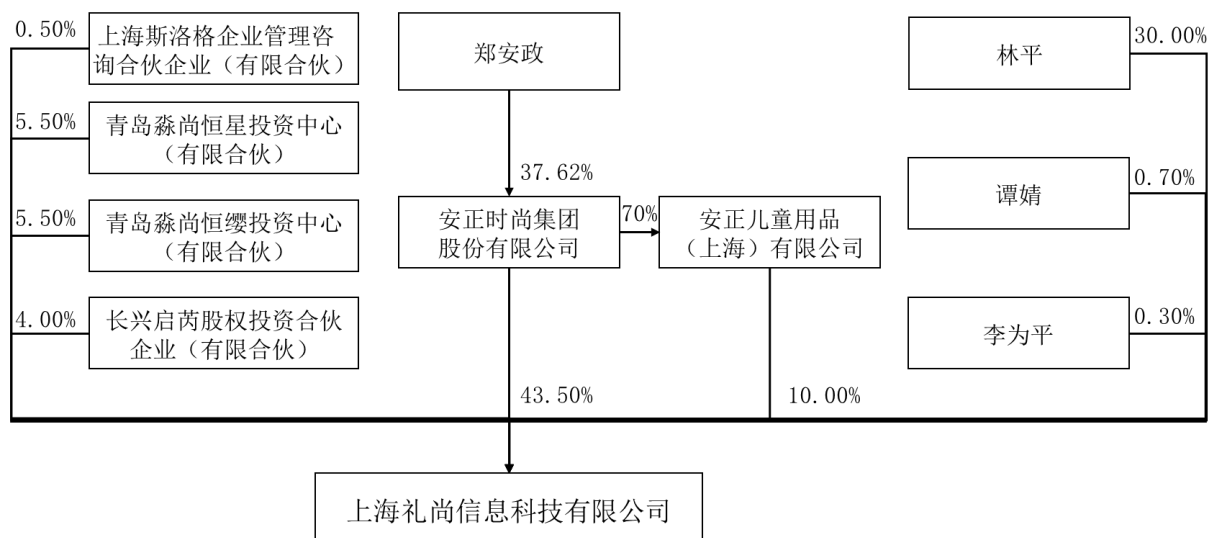 0.50%
上海斯洛格企业管理咨
询合伙企业（有限合伙）
郑安政
林平
30.00%
5.50%
青岛淼尚恒星投资中心
（有限合伙）
37.62%
谭婧
0.70%
5.50%
青岛淼尚恒缨投资中心
（有限合伙）
安正时尚集团
股份有限公司
70%
安正儿童用品
（上海）有限公司
4.00%
长兴启芮股权投资合伙
企业（有限合伙）
李为平
0.30%
43.50%
10.00%
上海礼尚信息科技有限公司